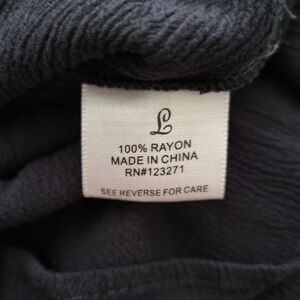 L
100% RAYON
MADE IN CHINA
RN#123271
SEE REVERSE FOR CARE